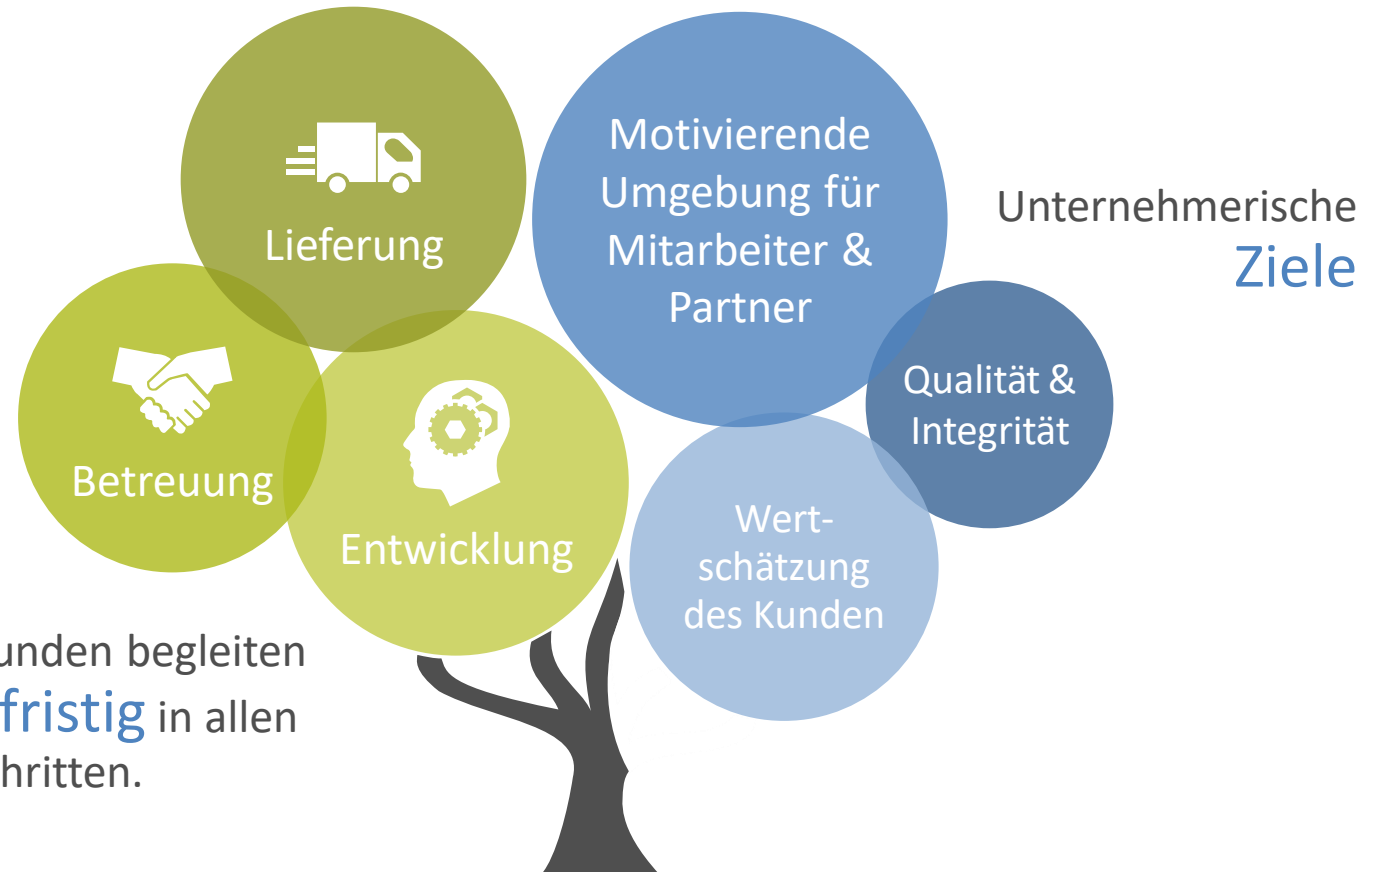 Lieferung
Betreuung
Entwicklung
Motivierende
Umgebung für
Mitarbeiter &
Partner
Qualität &
Integrität
Wert-
schätzung
des Kunden
Unternehmerische
Ziele
unden begleiten
fristig in allen
hritten.